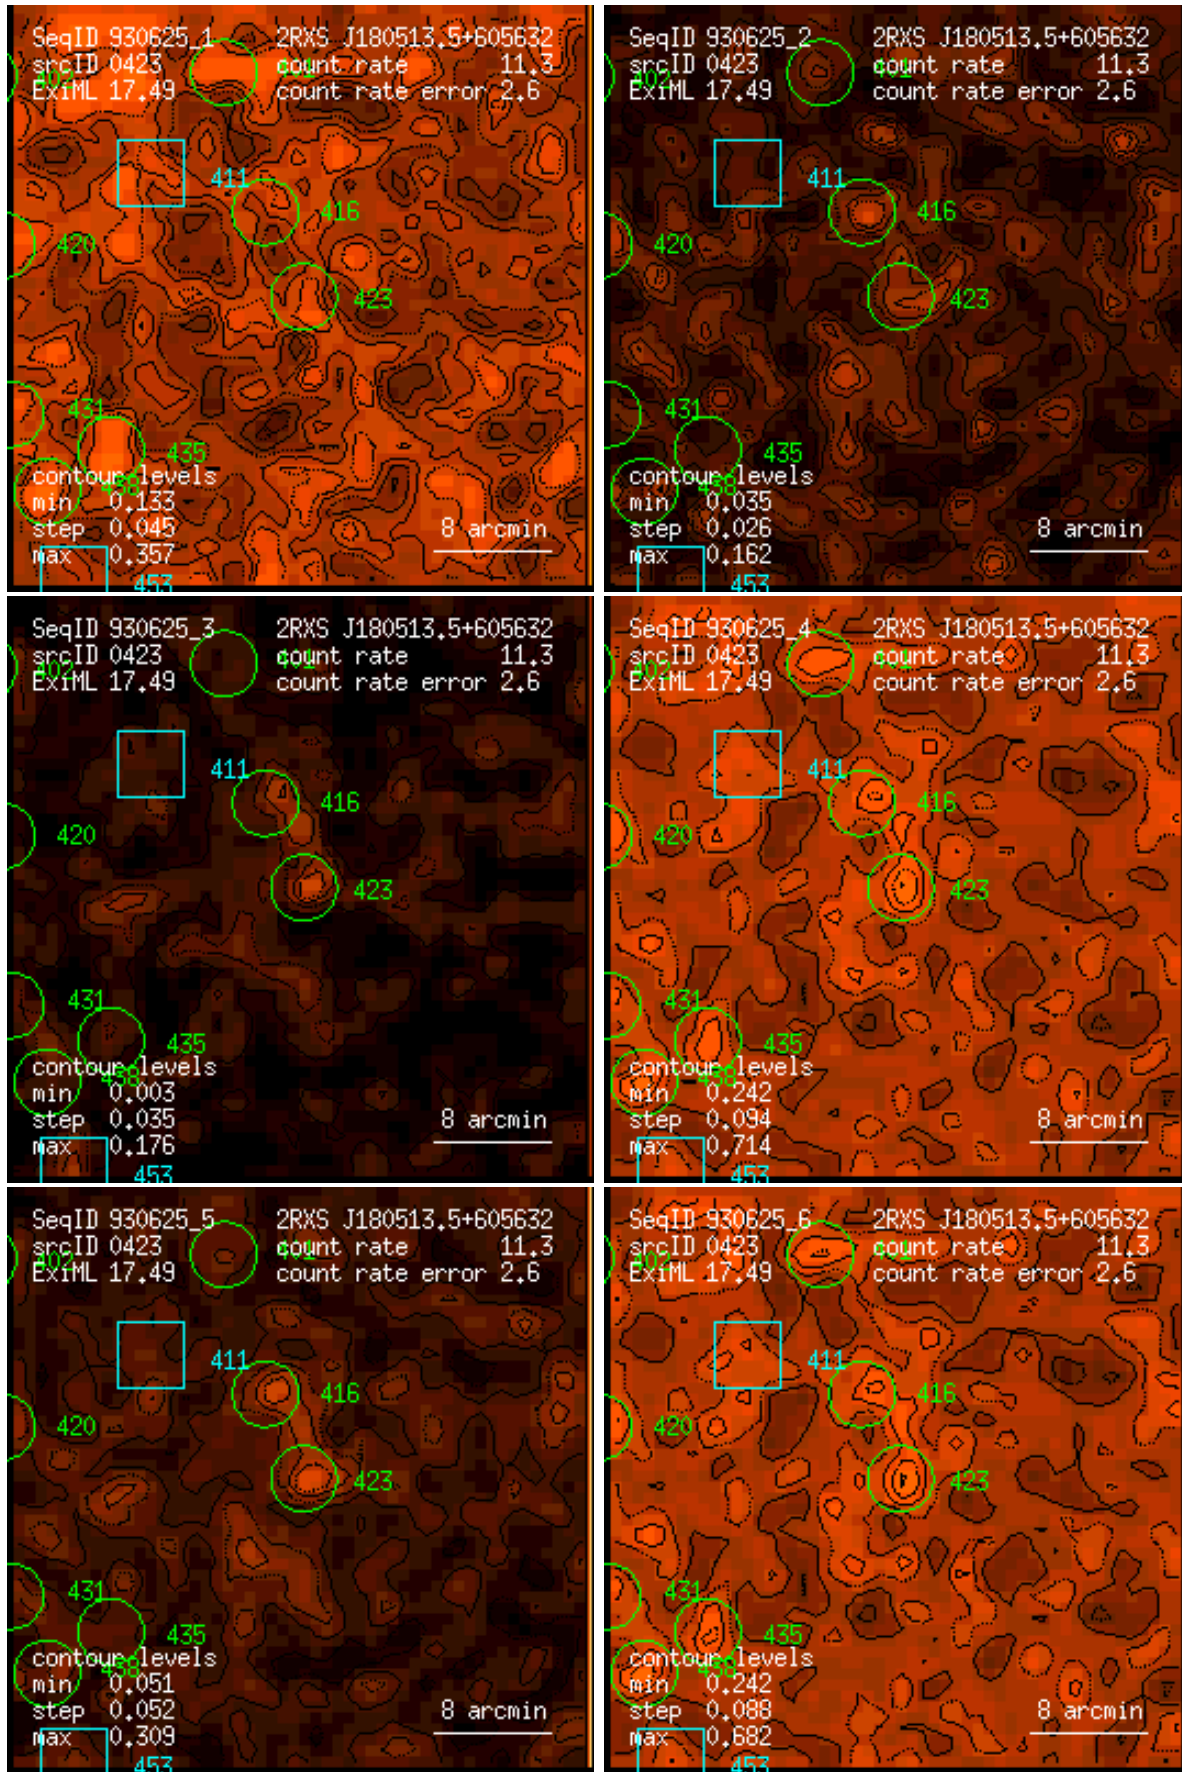 SeqID 930625_1 2RXS J180513.5+605632
srcID 0423 count rate 11.3
ExiML 17.49 count rate error 2.6
402
411
416
420
423
431
435
438
contour levels
min 0.133
step 0.045
max 0.357
8 arcmin
453
SeqID 930625_2 2RXS J180513.5+605632
srcID 0423 count rate 11.3
ExiML 17.49 count rate error 2.6
402
411
416
420
423
431
435
438
contour levels
min 0.035
step 0.026
max 0.162
8 arcmin
453
SeqID 930625_3 2RXS J180513.5+605632
srcID 0423 count rate 11.3
ExiML 17.49 count rate error 2.6
402
411
416
420
423
431
435
438
contour levels
min 0.003
step 0.035
max 0.176
8 arcmin
453
SeqID 930625_4 2RXS J180513.5+605632
srcID 0423 count rate 11.3
ExiML 17.49 count rate error 2.6
402
411
416
420
423
431
435
438
contour levels
min 0.242
step 0.094
max 0.714
8 arcmin
453
SeqID 930625_5 2RXS J180513.5+605632
srcID 0423 count rate 11.3
ExiML 17.49 count rate error 2.6
402
411
416
420
423
431
435
438
contour levels
min 0.051
step 0.052
max 0.309
8 arcmin
453
SeqID 930625_6 2RXS J180513.5+605632
srcID 0423 count rate 11.3
ExiML 17.49 count rate error 2.6
402
411
416
420
423
431
435
438
contour levels
min 0.242
step 0.088
max 0.682
8 arcmin
453